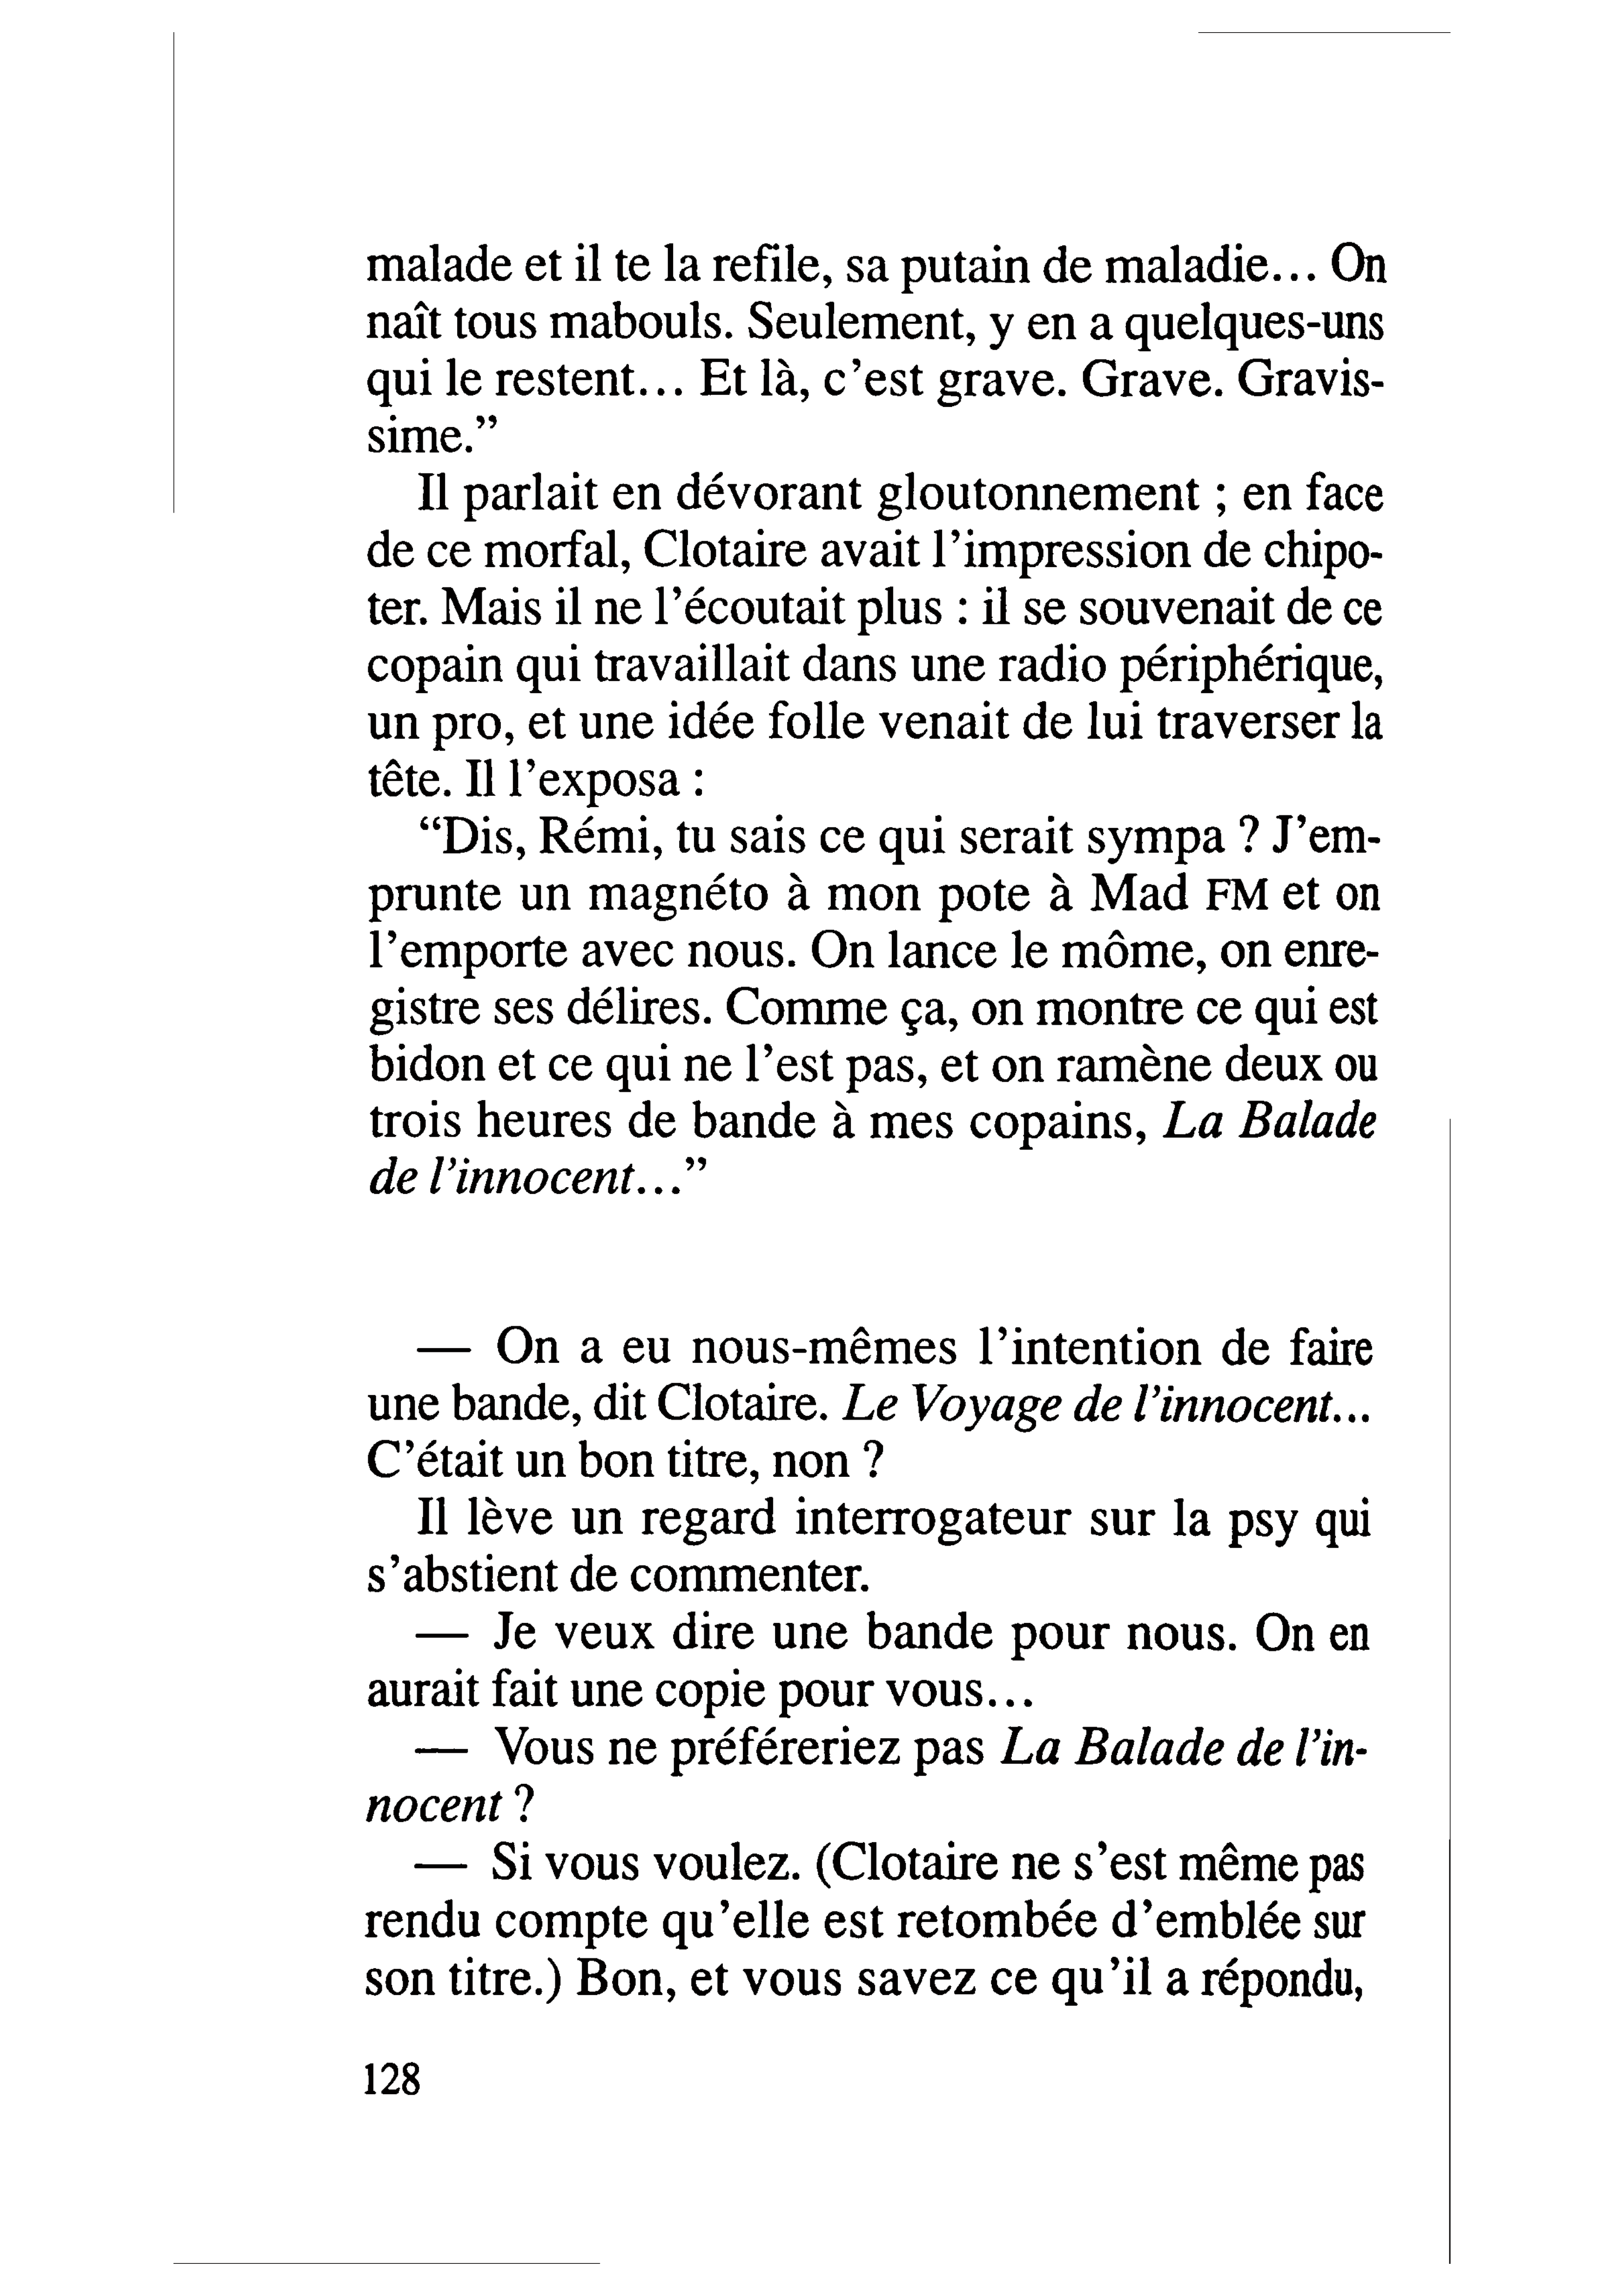 malade et il te la refile, sa putain de maladie... On
naît tous mabouls. Seulement, y en a quelques-uns
qui le restent... Et là, c'est grave. Grave. Gravis-
sime.”
Il parlait en dévorant gloutonnement ; en face
de ce morfal, Clotaire avait l'impression de chipo-
ter. Mais il ne l'écoutait plus : il se souvenait de ce
copain qui travaillait dans une radio périphérique,
un pro, et une idée folle venait de lui traverser la
tête. Il l'exposa :
“Dis, Rémi, tu sais ce qui serait sympa ? J'em-
prunte un magnéto à mon pote à Mad FM et on
l'emporte avec nous. On lance le môme, on enre-
gistre ses délires. Comme ça, on montre ce qui est
bidon et ce qui ne l'est pas, et on ramène deux ou
trois heures de bande à mes copains, La Balade
de l'innocent...”
— On a eu nous-mêmes l'intention de faire
une bande, dit Clotaire. Le Voyage de l'innocent...
C'était un bon titre, non ?
Il lève un regard interrogateur sur la psy qui
s'abstient de commenter.
— Je veux dire une bande pour nous. On en
aurait fait une copie pour vous...
— Vous ne préféreriez pas La Balade de l'in-
nocent ?
— Si vous voulez. (Clotaire ne s'est même pas
rendu compte qu'elle est retombée d'emblée sur
son titre.) Bon, et vous savez ce qu'il a répondu,
128